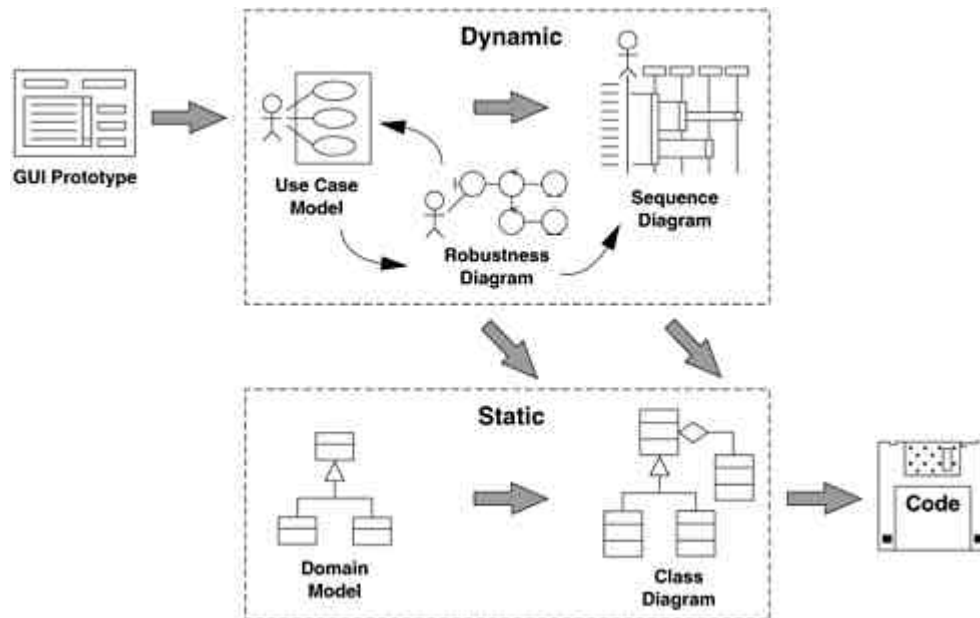 Dynamic
GUI Prototype
Use Case
Model
Robustness
Diagram
Sequence
Diagram
Static
Domain
Model
Class
Diagram
Code